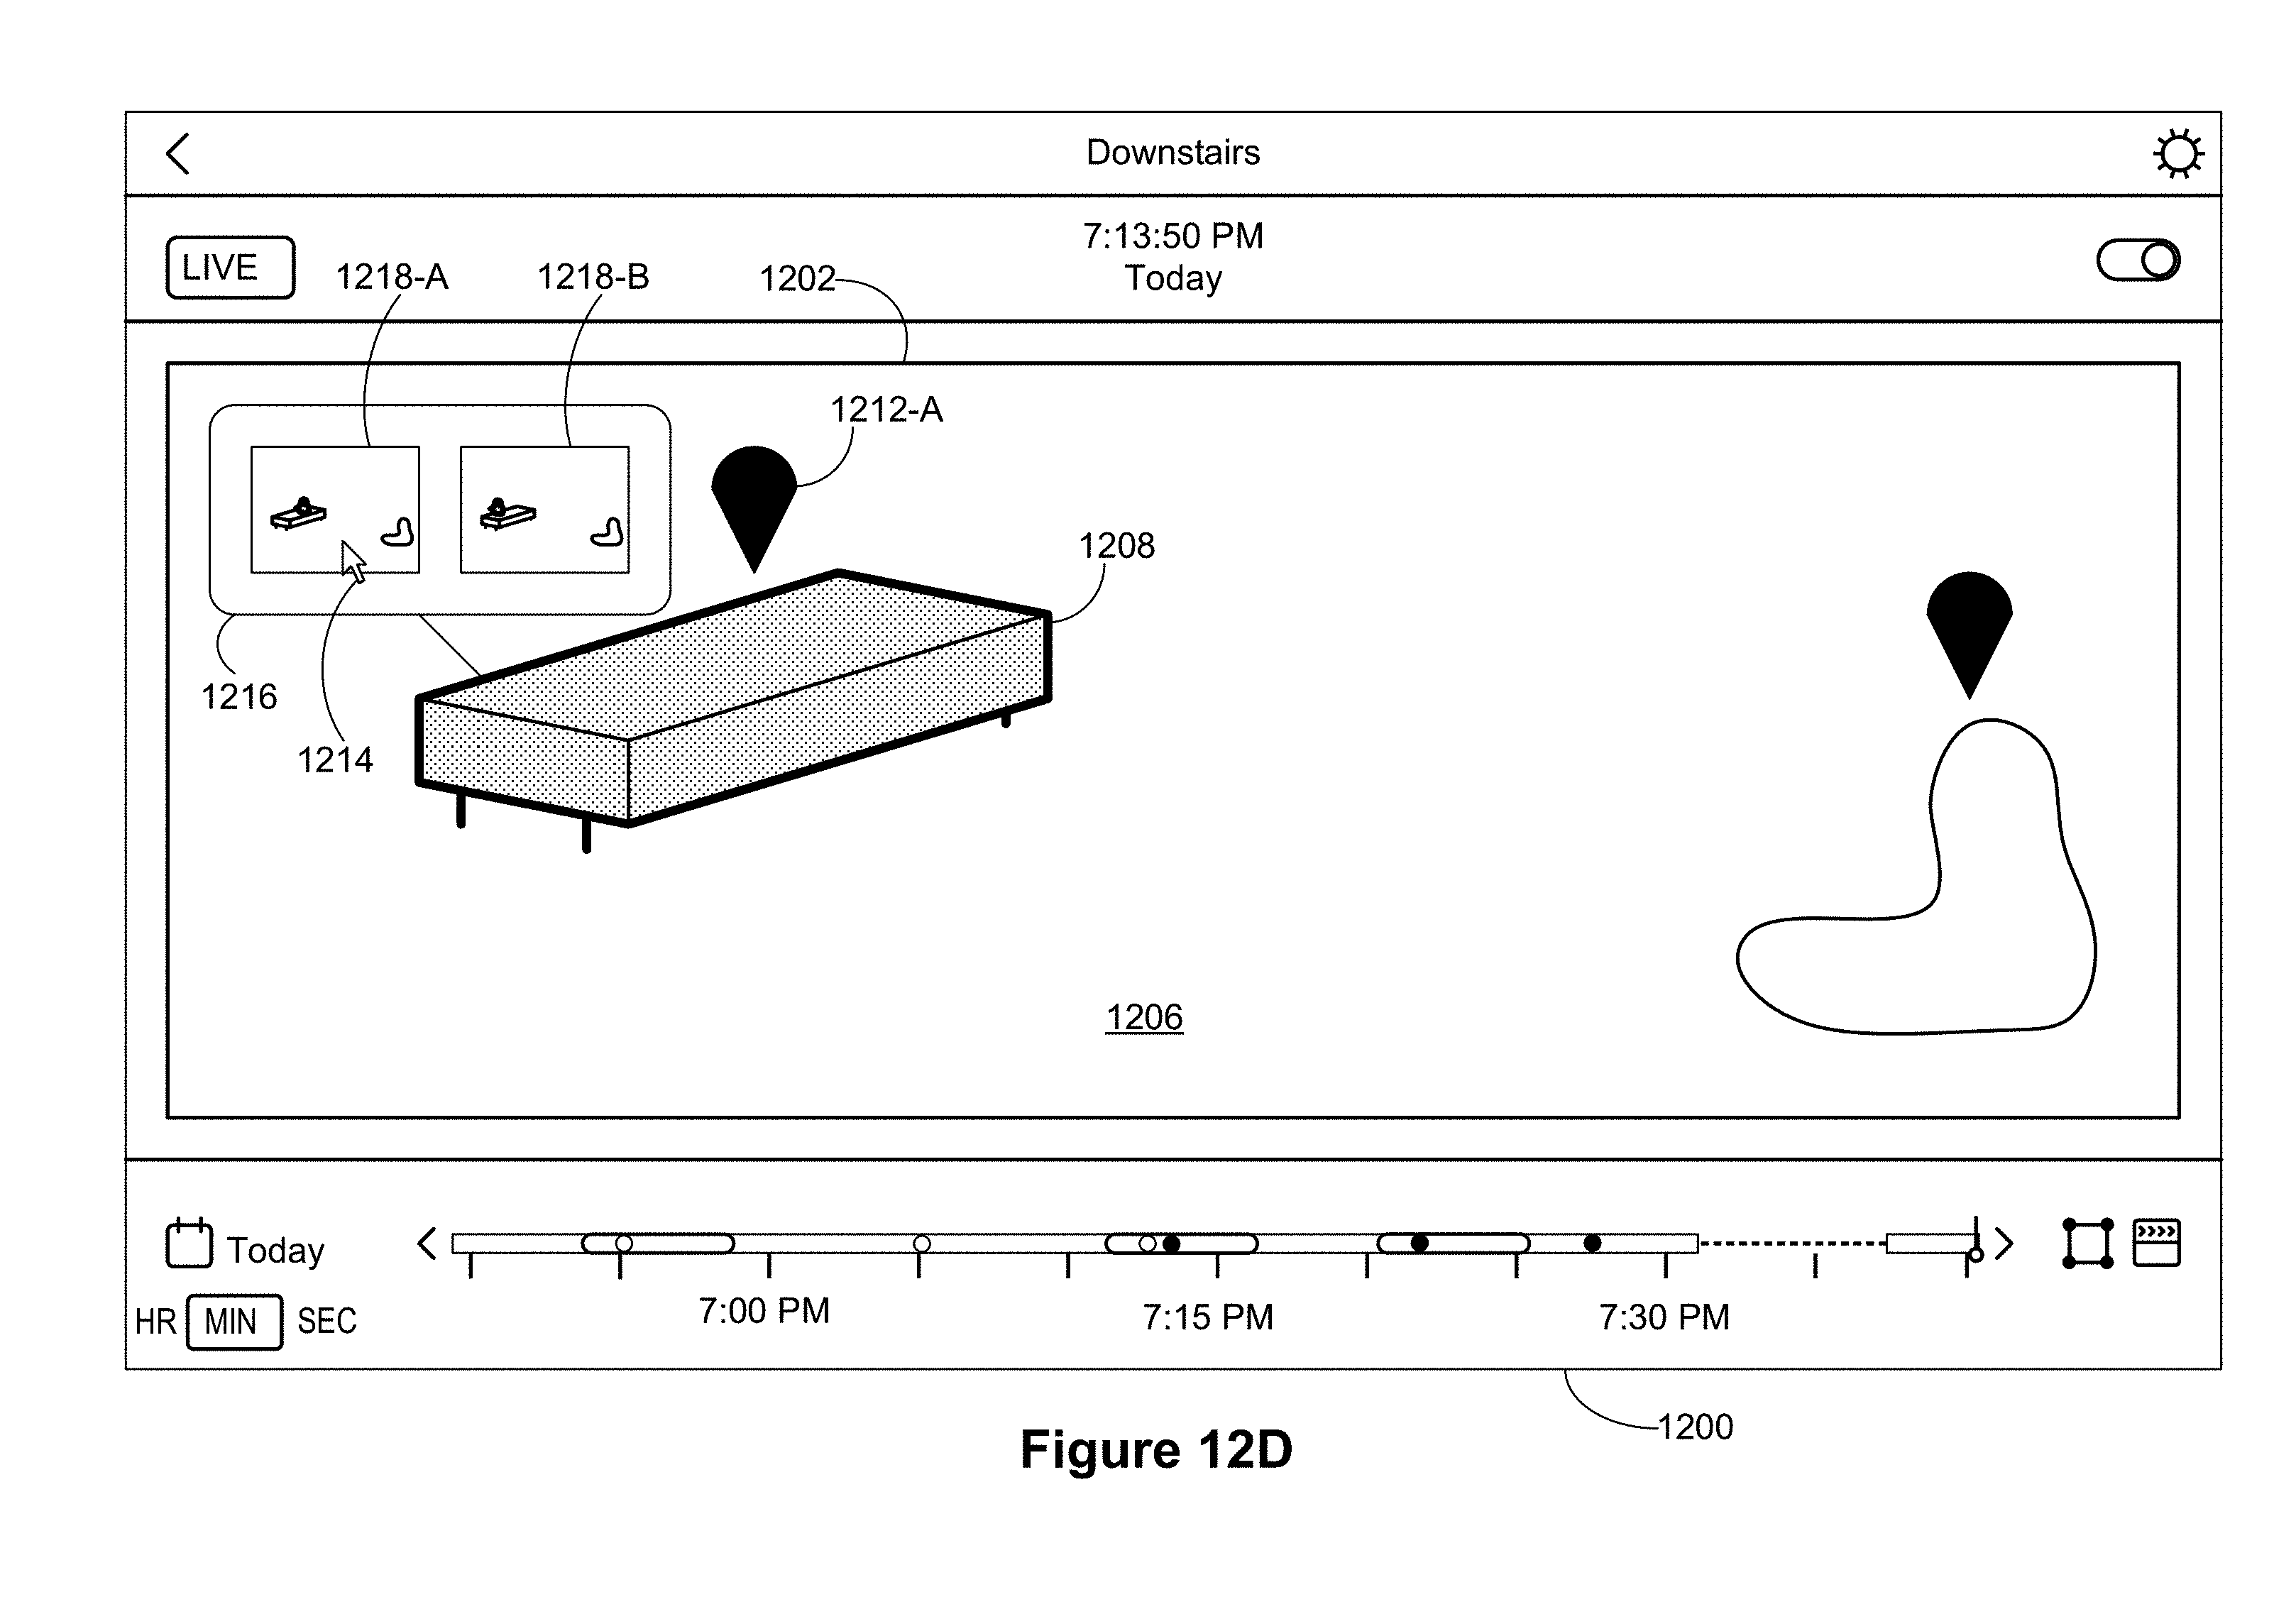 Downstairs
7:13:50 PM
LIVE
1218-A
1218-B
1202
Today
1212-A
1208
1216
1214
1206
Today
HR MIN SEC
7:00 PM
7:15 PM
7:30 PM
1200
Figure 12D